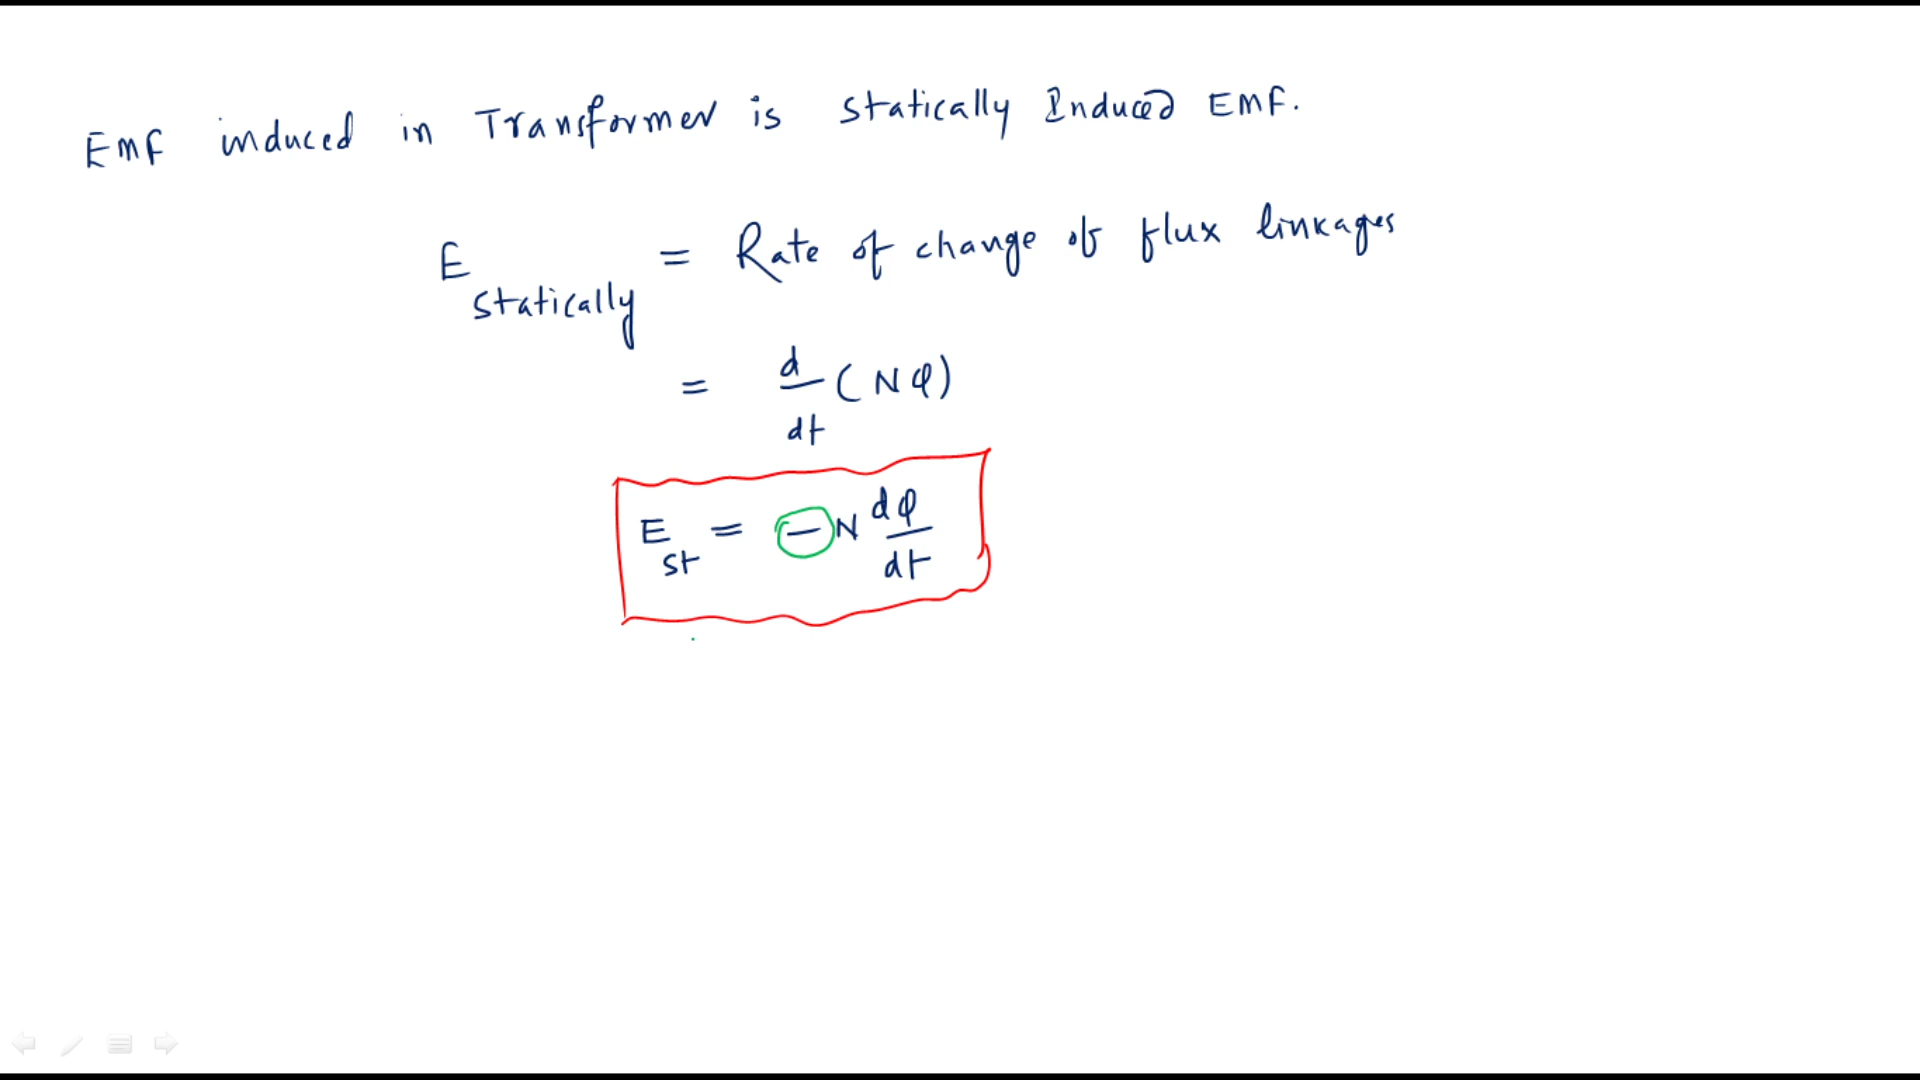 EMF induced in Transformer is statically Induced EMF.
E statically = Rate of change of flux linkages
= d/dt (Nφ)
E st = -N dφ/dt